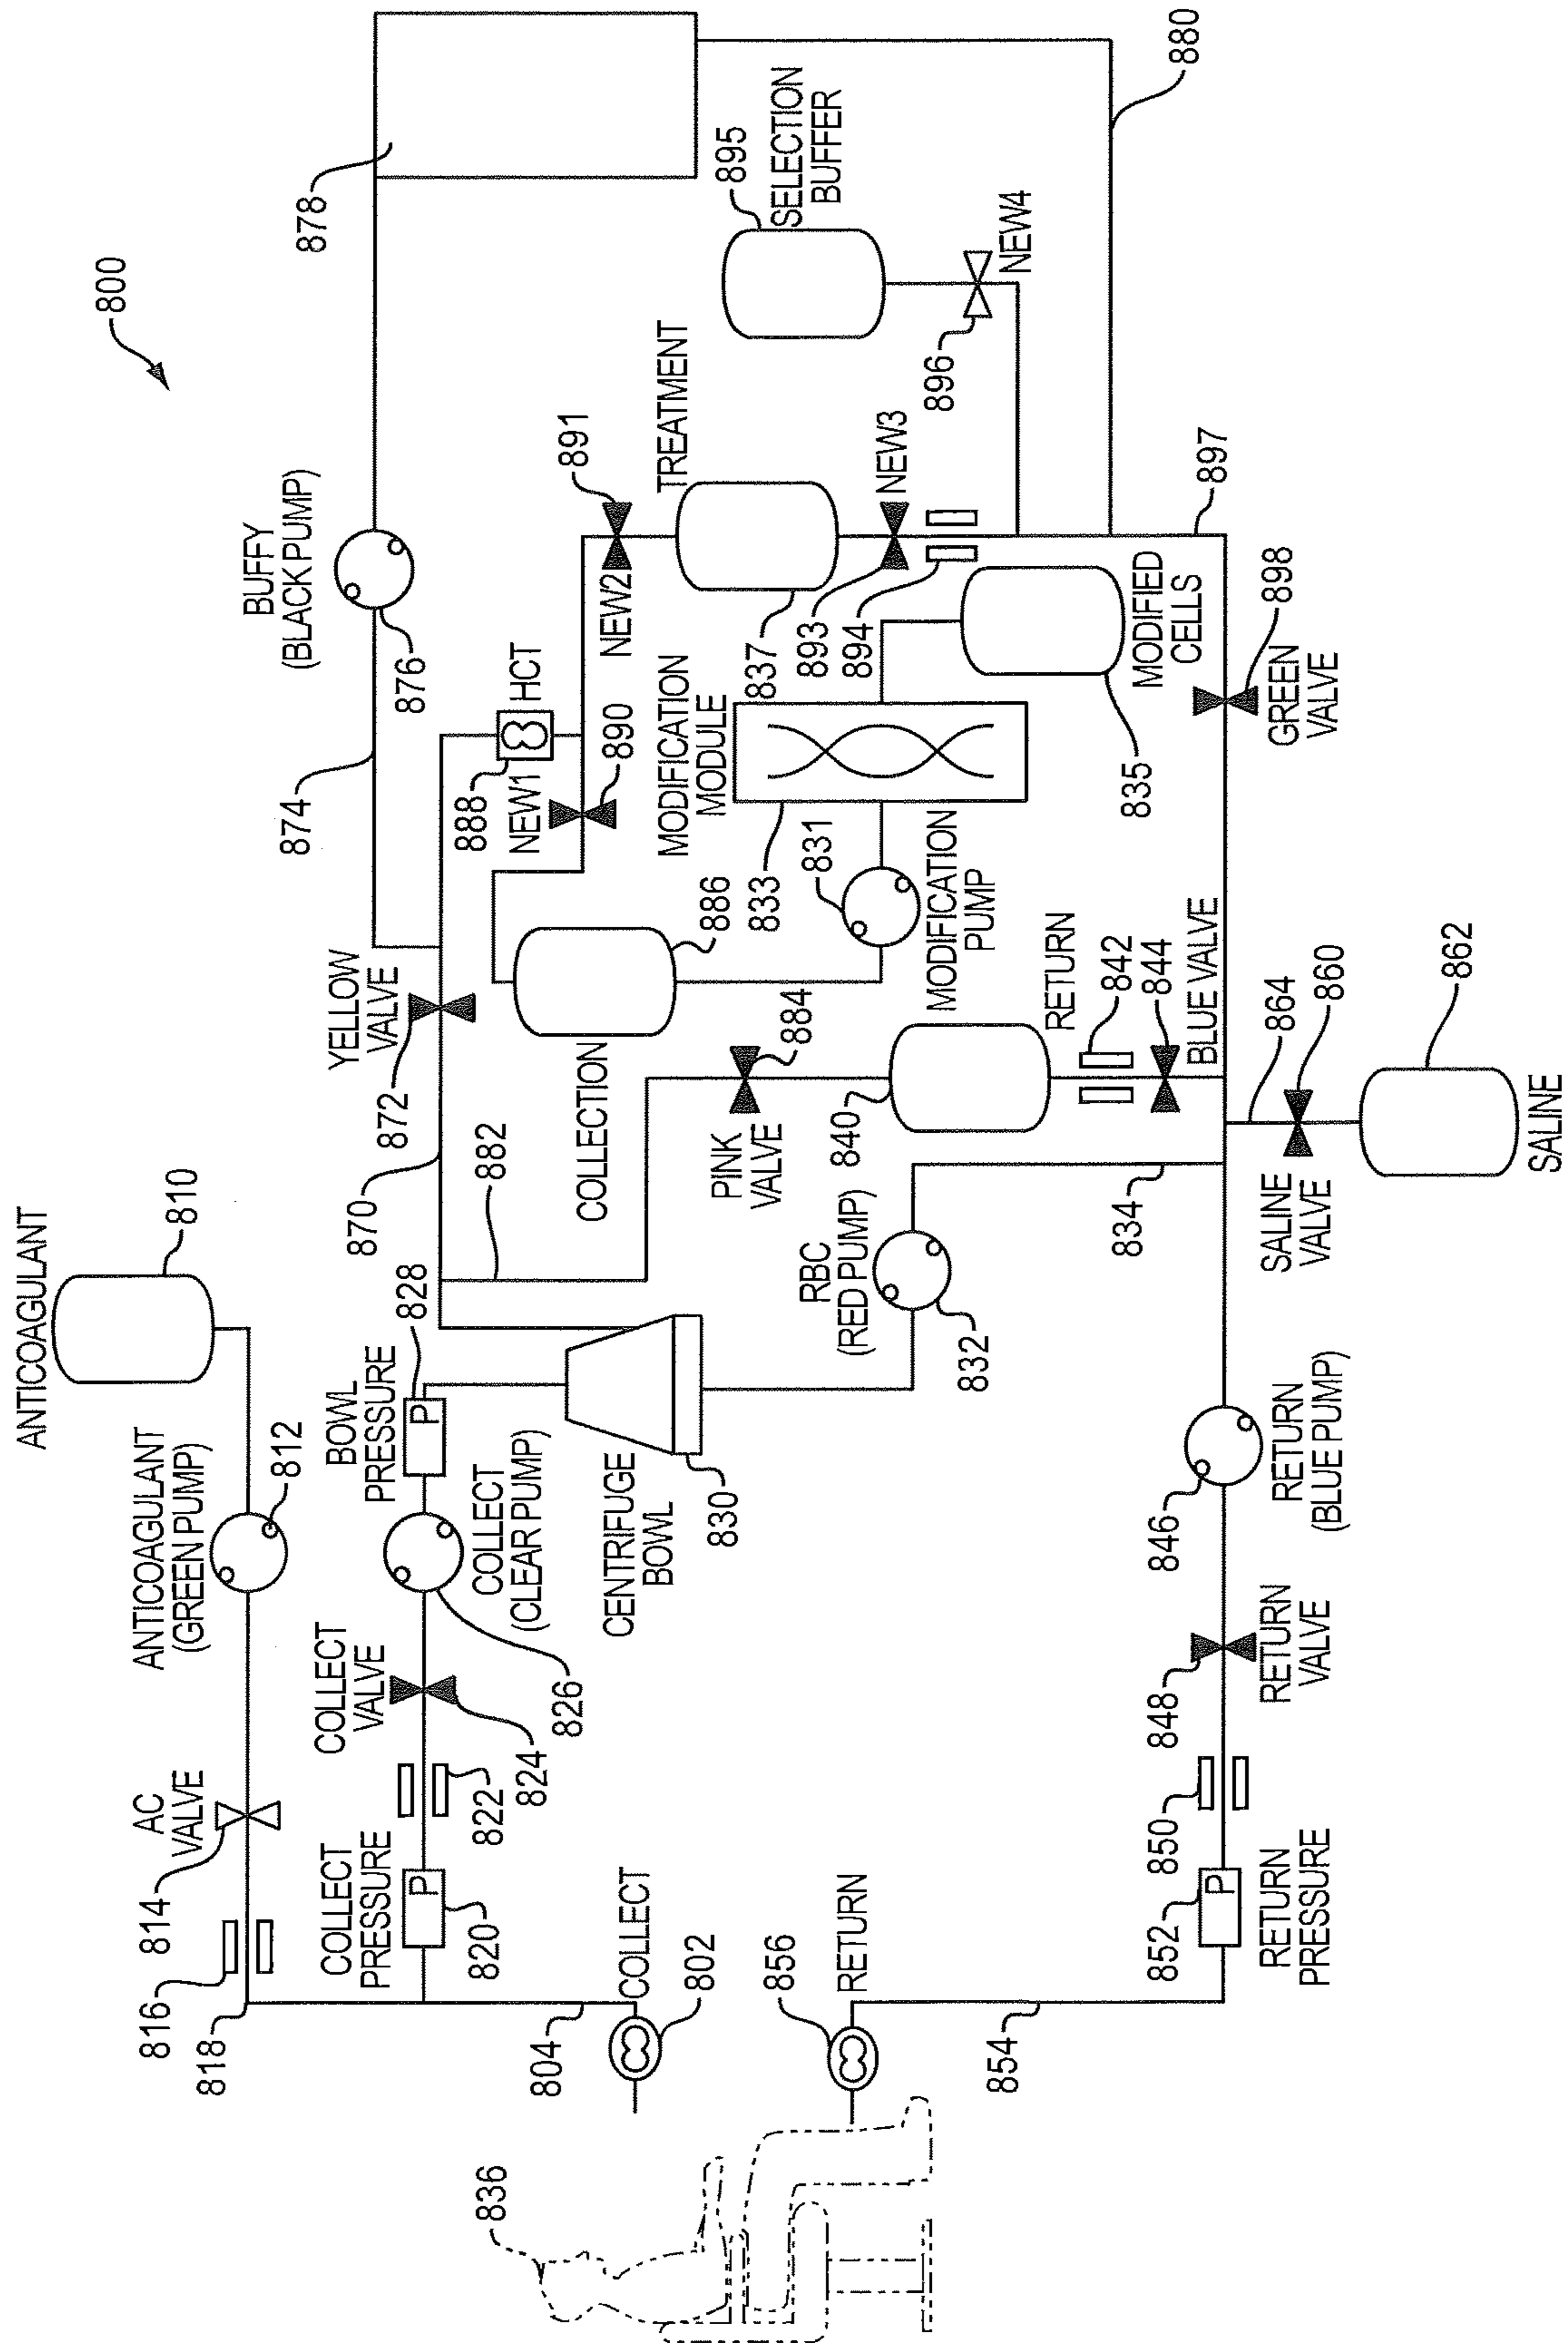 800
ANTICOAGULANT
810
ANTICOAGULANT
(GREEN PUMP)
812
AC
VALVE
814
816
818
COLLECT
PRESSURE
820
822
COLLECT
VALVE
824
COLLECT
(CLEAR PUMP)
826
BOWL
PRESSURE
828
P
P
CENTRIFUGE
BOWL
830
804
COLLECT
802
836
RETURN
856
854
RETURN
PRESSURE
852
P
850
RETURN
VALVE
848
RETURN
(BLUE PUMP)
846
RBC
(RED PUMP)
832
834
SALINE
VALVE
860
864
862
SALINE
BLUE VALVE
844
842
RETURN
840
PINK
VALVE
884
882
870
YELLOW
VALVE
872
874
BUFFY
(BLACK PUMP)
876
878
880
COLLECTION
886
NEW1
890
888
HCT
NEW2
891
TREATMENT
837
NEW3
893
894
SELECTION
BUFFER
895
NEW4
896
897
MODIFICATION
MODULE
833
MODIFICATION
PUMP
831
MODIFIED
CELLS
835
GREEN
VALVE
898